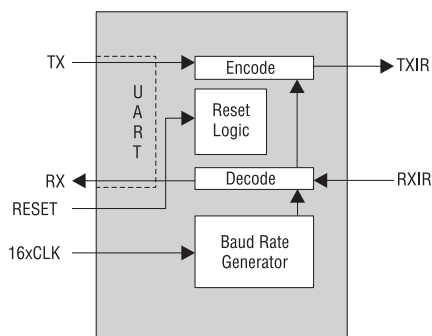 TX
Encode
TXIR
U
A
R
T
Reset
Logic
RX
Decode
RXIR
RESET
16xCLK
Baud Rate
Generator